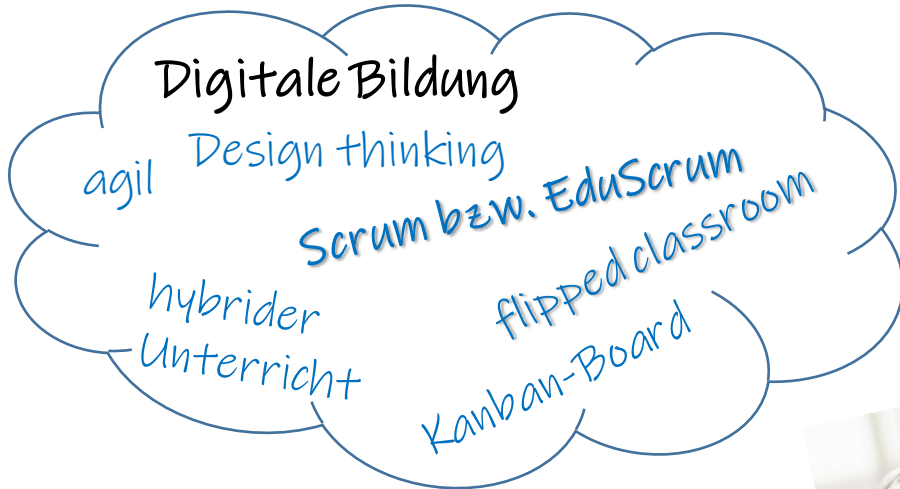 Digitale Bildung
Design thinking
agil
Scrum bzw. EduScrum
flipped classroom
hybrider
Unterricht
Kanban-Board